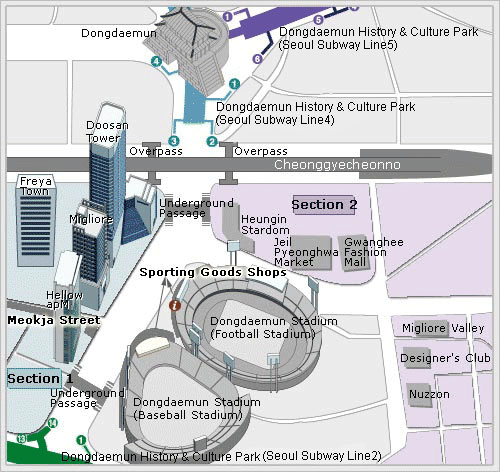 Dongdaemun
1
5
Dongdaemun History & Culture Park
(Seoul Subway Line5)
6
4
1
Dongdaemun History & Culture Park
(Seoul Subway Line4)
Doosan
Tower
3
2
Overpass
Overpass
Cheonggyecheonno
Freya
Town
Underground
Passage
Section 2
Migliore
Heungin
Stardom
Jeil
Pyeonghwa
Market
Gwanghee
Fashion
Mall
Sporting Goods Shops
Hellow
apM
i
Meokja Street
Dongdaemun Stadium
(Football Stadium)
Migliore Valley
Designer's Club
Section 1
Underground
Passage
Dongdaemun Stadium
(Baseball Stadium)
Nuzzon
13
14
1
Dongdaemun History & Culture Park (Seoul Subway Line2)